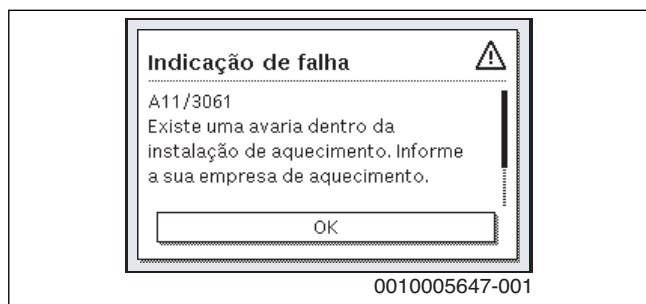 Indicação de falha
A11/3061
Existe uma avaria dentro da
instalação de aquecimento. Informe
a sua empresa de aquecimento.
OK
0010005647-001